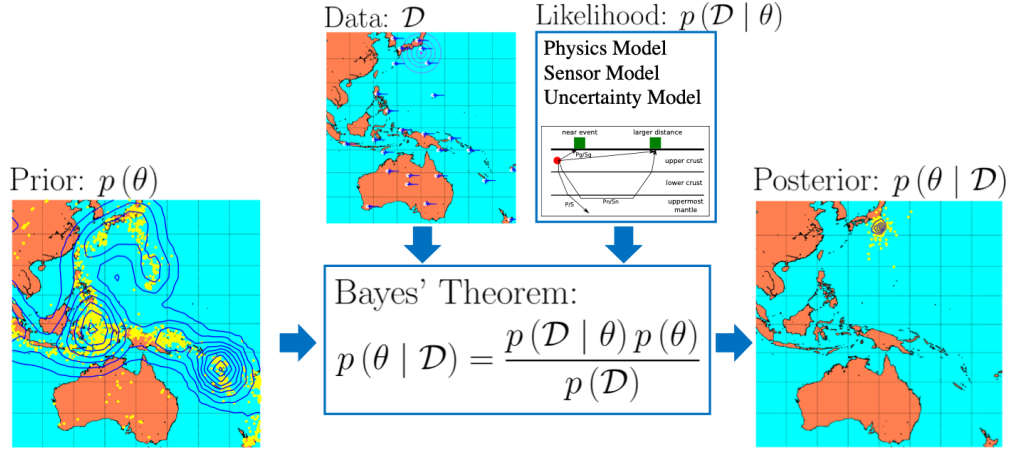 Data: 𝒟
Likelihood: p (𝒟 | θ)
Physics Model
Sensor Model
Uncertainty Model
near event
larger distance
Pg/Sg
upper crust
lower crust
P/S
Pn/Sn
uppermost
mantle
Prior: p (θ)
Posterior: p (θ | 𝒟)
Bayes' Theorem:
p (θ | 𝒟) = p (𝒟 | θ) p (θ) / p (𝒟)